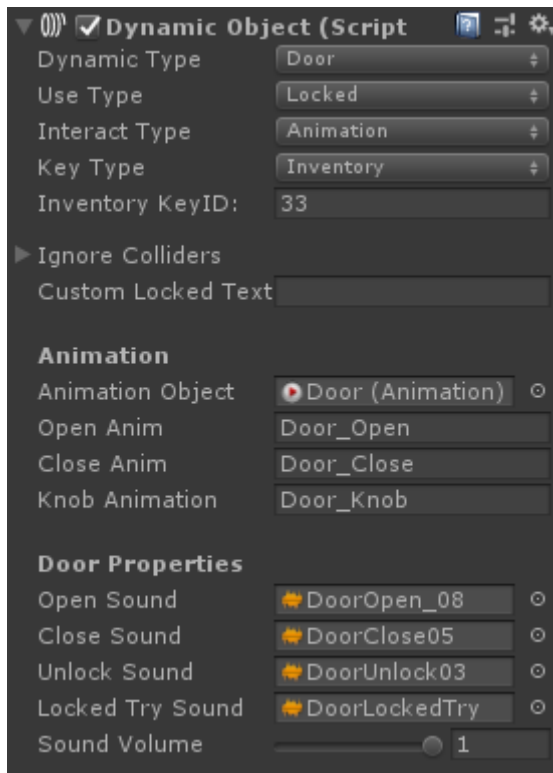 Dynamic Object (Script
Dynamic Type Door
Use Type Locked
Interact Type Animation
Key Type Inventory
Inventory KeyID: 33
Ignore Colliders
Custom Locked Text
Animation
Animation Object Door (Animation)
Open Anim Door_Open
Close Anim Door_Close
Knob Animation Door_Knob
Door Properties
Open Sound DoorOpen_08
Close Sound DoorClose05
Unlock Sound DoorUnlock03
Locked Try Sound DoorLockedTry
Sound Volume 1